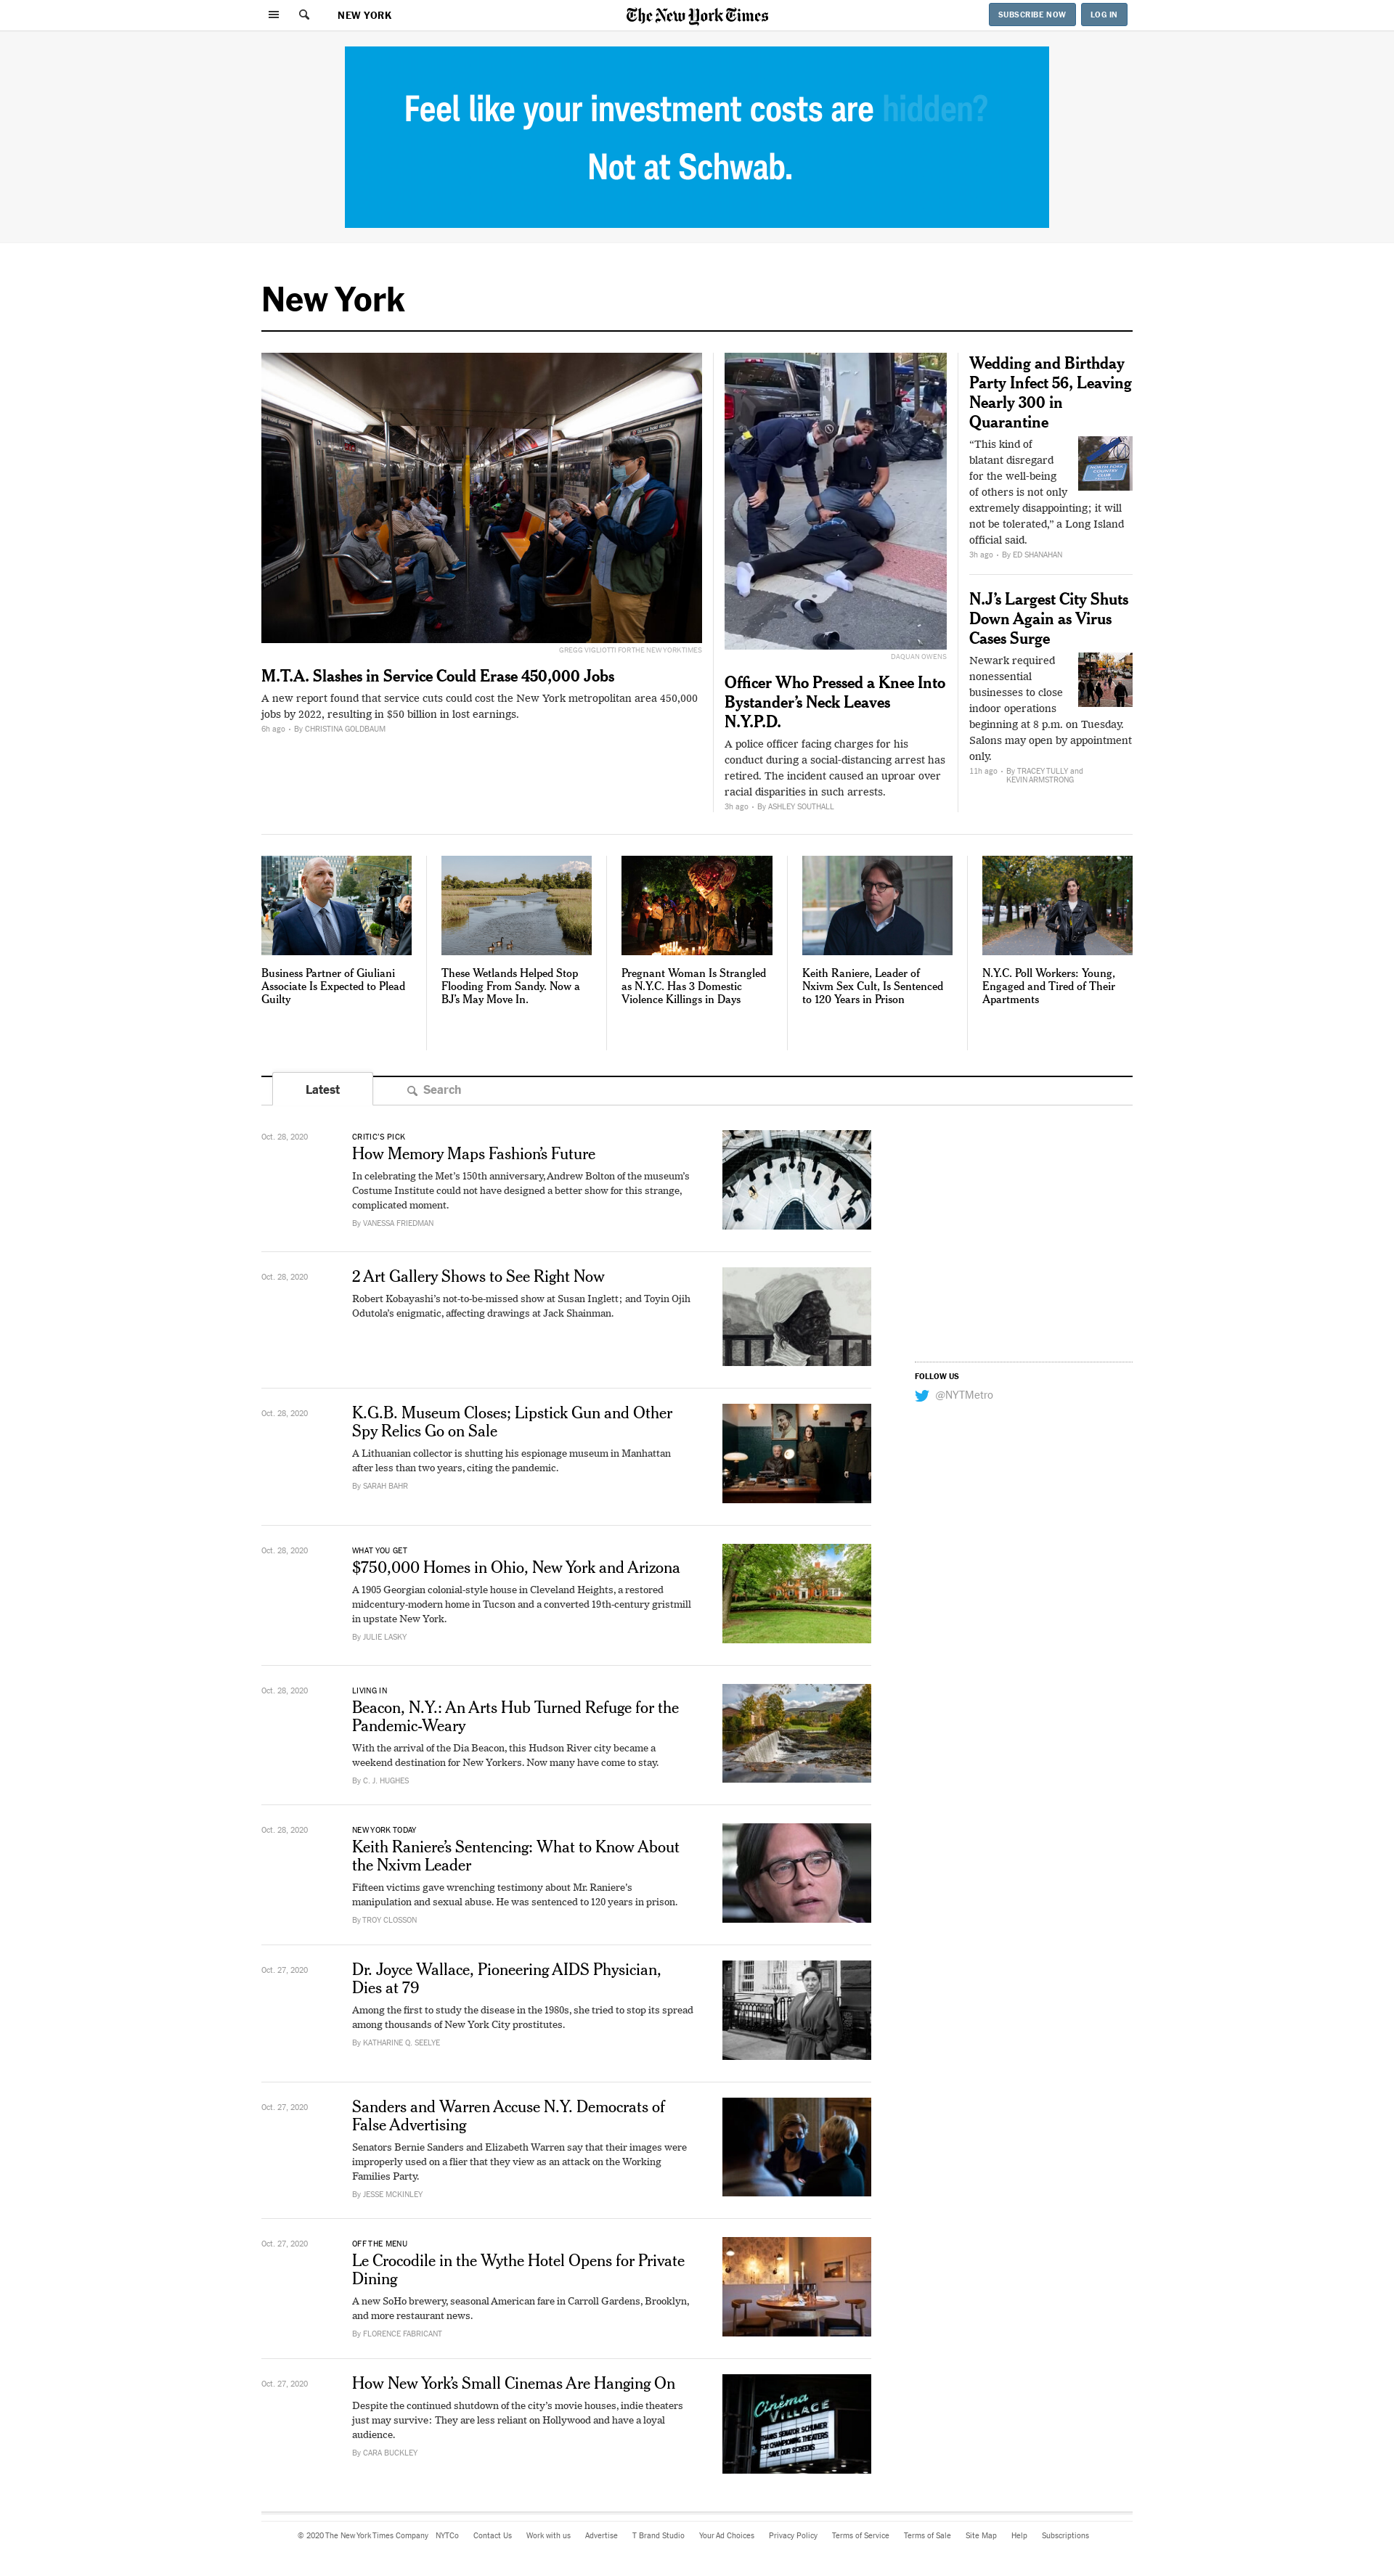 NEW YORK
The New York Times
SUBSCRIBE NOW
LOG IN
Feel like your investment costs are hidden?
Not at Schwab.
New York
GREGG VIGLIOTTI FOR THE NEW YORK TIMES
M.T.A. Slashes in Service Could Erase 450,000 Jobs
A new report found that service cuts could cost the New York metropolitan area 450,000
jobs by 2022, resulting in $50 billion in lost earnings.
6h ago • By CHRISTINA GOLDBAUM
DAQUAN OWENS
Officer Who Pressed a Knee Into
Bystander's Neck Leaves
N.Y.P.D.
A police officer facing charges for his
conduct during a social-distancing arrest has
retired. The incident caused an uproar over
racial disparities in such arrests.
3h ago • By ASHLEY SOUTHALL
Wedding and Birthday
Party Infect 56, Leaving
Nearly 300 in
Quarantine
“This kind of
blatant disregard
for the well-being
of others is not only
extremely disappointing; it will
not be tolerated,” a Long Island
official said.
3h ago • By ED SHANAHAN
NORTH FORK
COUNTRY
CLUB
N.J's Largest City Shuts
Down Again as Virus
Cases Surge
Newark required
nonessential
businesses to close
indoor operations
beginning at 8 p.m. on Tuesday.
Salons may open by appointment
only.
11h ago • By TRACEY TULLY and
KEVIN ARMSTRONG
Business Partner of Giuliani
Associate Is Expected to Plead
Guilty
These Wetlands Helped Stop
Flooding From Sandy. Now a
BJ's May Move In.
Pregnant Woman Is Strangled
as N.Y.C. Has 3 Domestic
Violence Killings in Days
Keith Raniere, Leader of
Nxivm Sex Cult, Is Sentenced
to 120 Years in Prison
N.Y.C. Poll Workers: Young,
Engaged and Tired of Their
Apartments
Latest
Search
Oct. 28, 2020
CRITIC'S PICK
How Memory Maps Fashion's Future
In celebrating the Met's 150th anniversary, Andrew Bolton of the museum's
Costume Institute could not have designed a better show for this strange,
complicated moment.
By VANESSA FRIEDMAN
Oct. 28, 2020
2 Art Gallery Shows to See Right Now
Robert Kobayashi's not-to-be-missed show at Susan Inglett; and Toyin Ojih
Odutola's enigmatic, affecting drawings at Jack Shainman.
FOLLOW US
@NYTMetro
Oct. 28, 2020
K.G.B. Museum Closes; Lipstick Gun and Other
Spy Relics Go on Sale
A Lithuanian collector is shutting his espionage museum in Manhattan
after less than two years, citing the pandemic.
By SARAH BAHR
Oct. 28, 2020
WHAT YOU GET
$750,000 Homes in Ohio, New York and Arizona
A 1905 Georgian colonial-style house in Cleveland Heights, a restored
midcentury-modern home in Tucson and a converted 19th-century gristmill
in upstate New York.
By JULIE LASKY
Oct. 28, 2020
LIVING IN
Beacon, N.Y.: An Arts Hub Turned Refuge for the
Pandemic-Weary
With the arrival of the Dia Beacon, this Hudson River city became a
weekend destination for New Yorkers. Now many have come to stay.
By C. J. HUGHES
Oct. 28, 2020
NEW YORK TODAY
Keith Raniere's Sentencing: What to Know About
the Nxivm Leader
Fifteen victims gave wrenching testimony about Mr. Raniere's
manipulation and sexual abuse. He was sentenced to 120 years in prison.
By TROY CLOSSON
Oct. 27, 2020
Dr. Joyce Wallace, Pioneering AIDS Physician,
Dies at 79
Among the first to study the disease in the 1980s, she tried to stop its spread
among thousands of New York City prostitutes.
By KATHARINE Q. SEELYE
Oct. 27, 2020
Sanders and Warren Accuse N.Y. Democrats of
False Advertising
Senators Bernie Sanders and Elizabeth Warren say that their images were
improperly used on a flier that they view as an attack on the Working
Families Party.
By JESSE MCKINLEY
Oct. 27, 2020
OFF THE MENU
Le Crocodile in the Wythe Hotel Opens for Private
Dining
A new SoHo brewery, seasonal American fare in Carroll Gardens, Brooklyn,
and more restaurant news.
By FLORENCE FABRICANT
Oct. 27, 2020
How New York's Small Cinemas Are Hanging On
Despite the continued shutdown of the city's movie houses, indie theaters
just may survive: They are less reliant on Hollywood and have a loyal
audience.
By CARA BUCKLEY
Cinema
VILLAGE
THANKS SENATOR SCHUMER
FOR CHAMPIONING THEATERS
SAVE OUR SCREENS
© 2020 The New York Times Company NYTCo Contact Us Work with us Advertise T Brand Studio Your Ad Choices Privacy Policy Terms of Service Terms of Sale Site Map Help Subscriptions